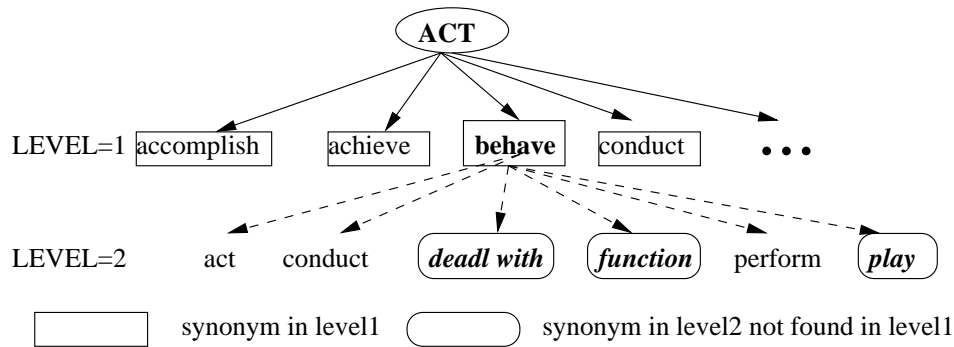 ACT
LEVEL=1 accomplish achieve behave conduct ...
LEVEL=2 act conduct deadl with function perform play
synonym in level1 synonym in level2 not found in level1